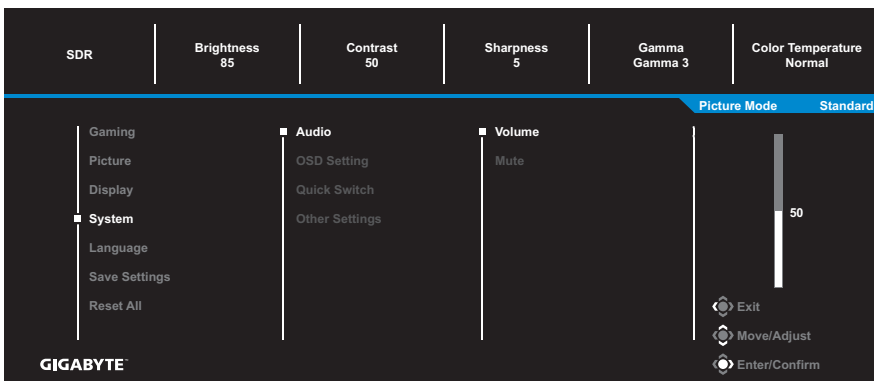 SDR
Brightness
85
Contrast
50
Sharpness
5
Gamma
Gamma 3
Color Temperature
Normal
Picture Mode Standard
Gaming
Picture
Display
System
Language
Save Settings
Reset All
Audio
OSD Setting
Quick Switch
Other Settings
Volume
Mute
50
Exit
Move/Adjust
Enter/Confirm
GIGABYTE™